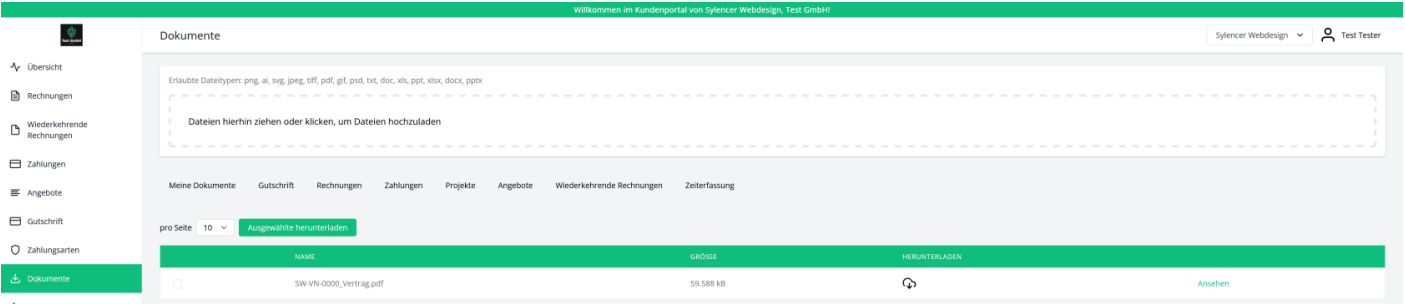 Willkommen im Kundenportal von Sylencer Webdesign, Test GmbH!
Test GmbH
Dokumente
Sylencer Webdesign
Test Tester
Übersicht
Rechnungen
Wiederkehrende
Rechnungen
Zahlungen
Angebote
Gutschrift
Zahlungsarten
Dokumente
Erlaubte Dateitypen: png, ai, svg, jpeg, tiff, pdf, gif, psd, txt, doc, xls, ppt, xlsx, docx, pptx
Dateien hierhin ziehen oder klicken, um Dateien hochzuladen
Meine Dokumente Gutschrift Rechnungen Zahlungen Projekte Angebote Wiederkehrende Rechnungen Zeiterfassung
pro Seite 10 Ausgewählte herunterladen
NAME GRÖSSE HERUNTERLADEN
SW-VN-0000_Vertrag.pdf 59.588 kB Ansehen